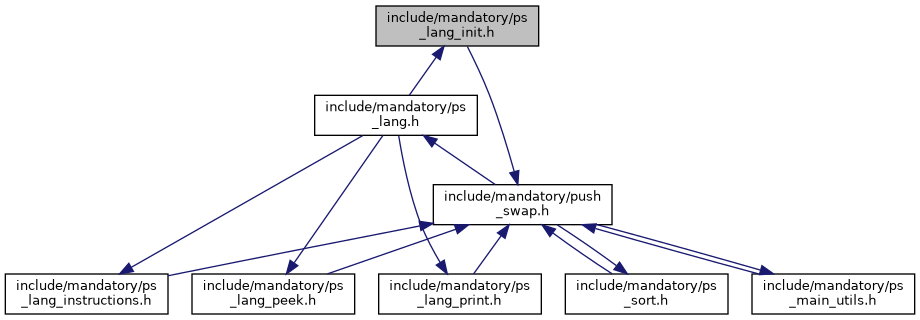 include/mandatory/ps
_lang_init.h
include/mandatory/ps
_lang.h
include/mandatory/push
_swap.h
include/mandatory/ps
_lang_instructions.h
include/mandatory/ps
_lang_peek.h
include/mandatory/ps
_lang_print.h
include/mandatory/ps
_sort.h
include/mandatory/ps
_main_utils.h